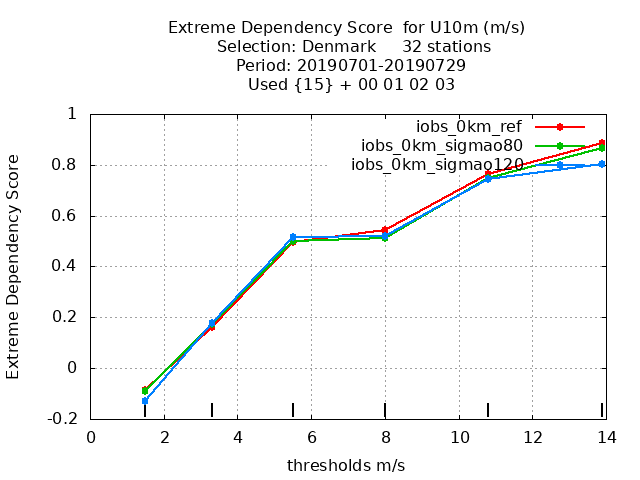 Extreme Dependency Score  for U10m (m/s)
Selection: Denmark     32 stations
Period: 20190701-20190729
Used {15} + 00 01 02 03
iobs_0km_ref
iobs_0km_sigmao80
iobs_0km_sigmao120
Extreme Dependency Score
1
0.8
0.6
0.4
0.2
0
-0.2
0 2 4 6 8 10 12 14
thresholds m/s